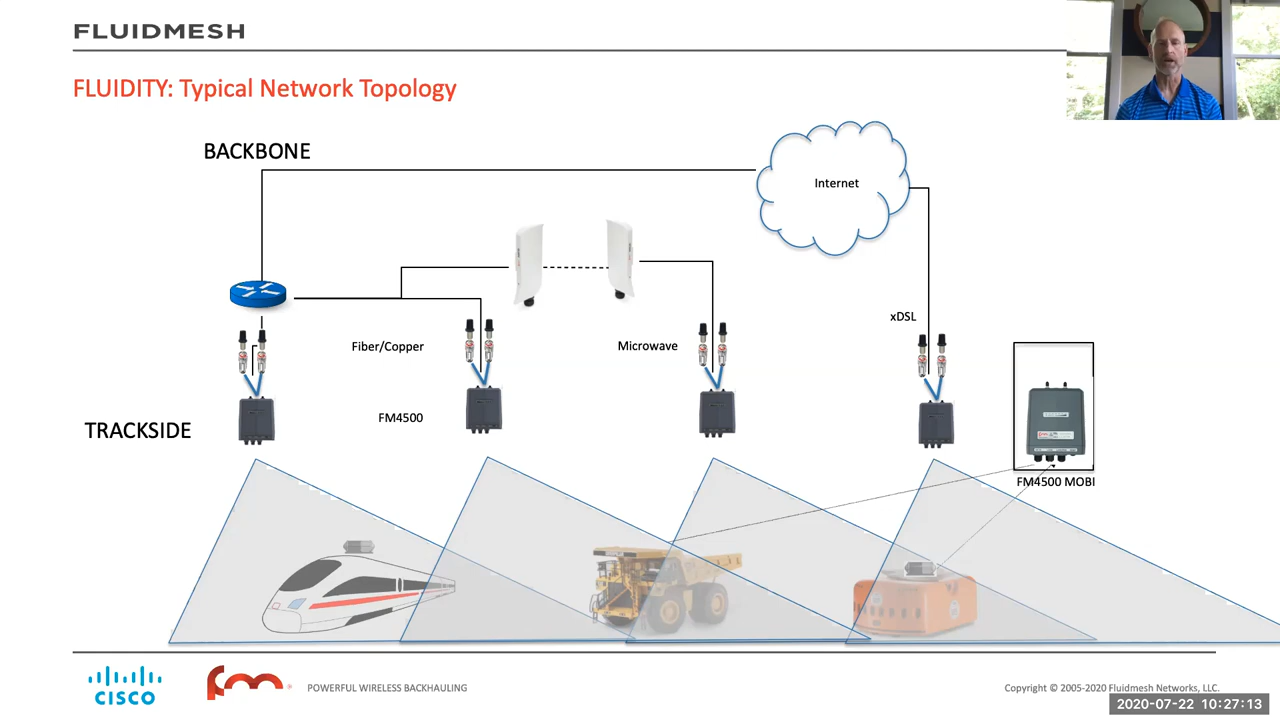 FLUIDMESH
FLUIDITY: Typical Network Topology
BACKBONE
Internet
xDSL
Fiber/Copper
Microwave
FM4500
TRACKSIDE
FM4500 MOBI
CISCO
fm
POWERFUL WIRELESS BACKHAULING
Copyright © 2005-2020 Fluidmesh Networks, LLC.
2020-07-22 10:27:13